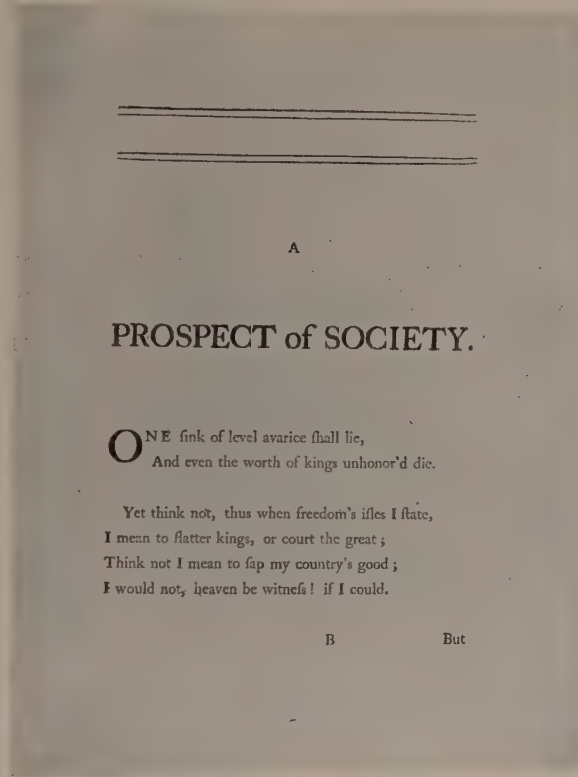 A
PROSPECT of SOCIETY.
ONE ſink of level avarice ſhall lie,
And even the worth of kings unhonor'd die.
Yet think not, thus when freedom's iſles I ſtate,
I mean to flatter kings, or court the great ;
Think not I mean to ſap my country's good ;
I would not, heaven be witneſs ! if I could.
B But